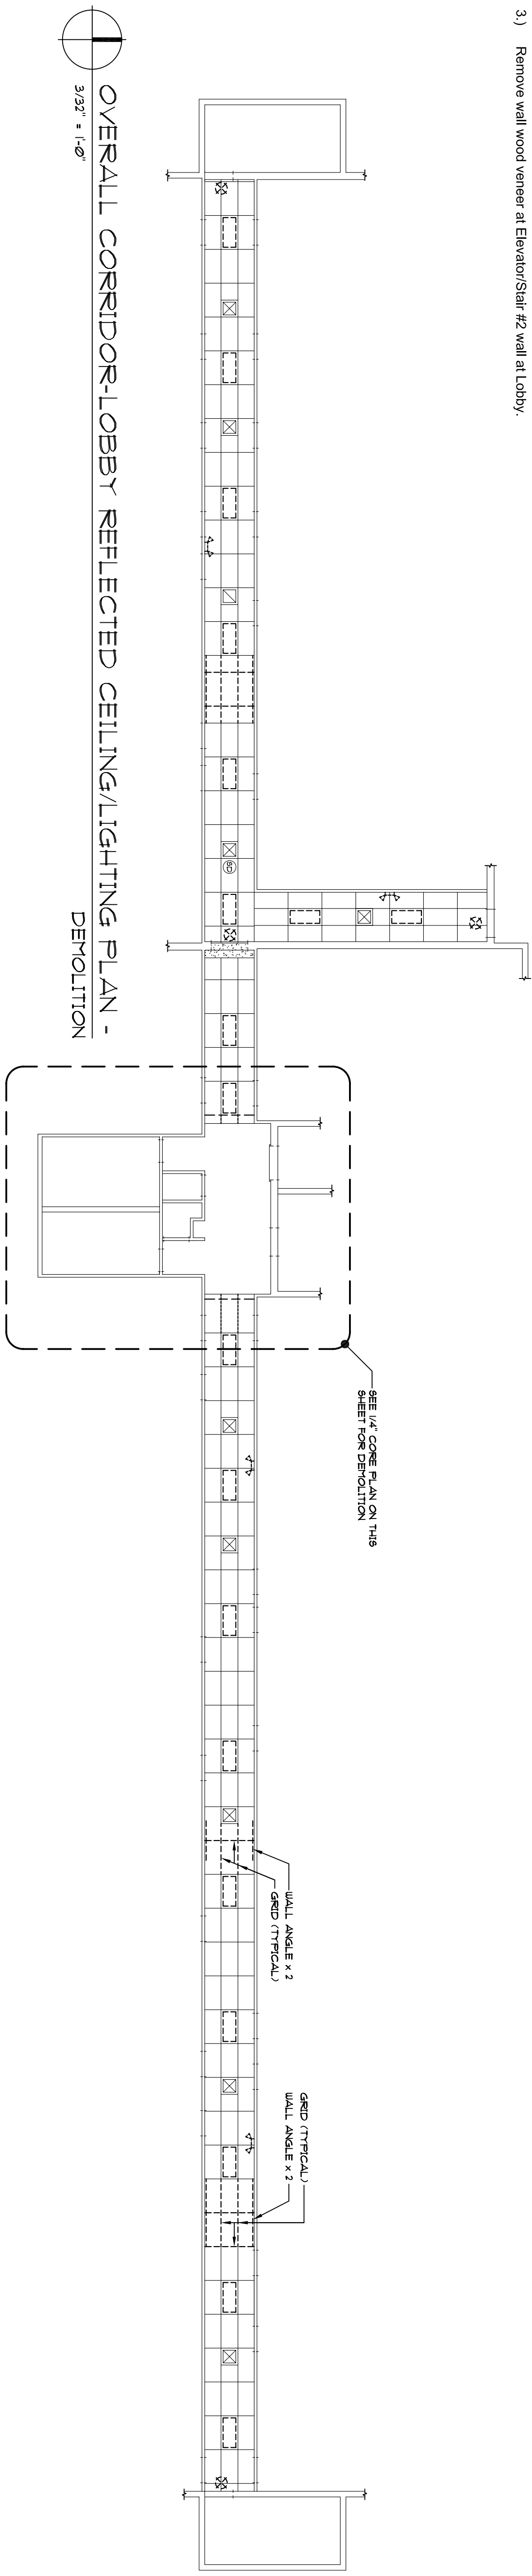 3.) Remove wall wood veneer at Elevator/Stair #2 wall at Lobby.
SD
SEE 1/4" CORE PLAN ON THIS
SHEET FOR DEMOLITION
WALL ANGLE x 2
GRID (TYPICAL)
GRID (TYPICAL)
WALL ANGLE x 2
OVERALL CORRIDOR-LOBBY REFLECTED CEILING/LIGHTING PLAN -
DEMOLITION
3/32" = 1'-0"